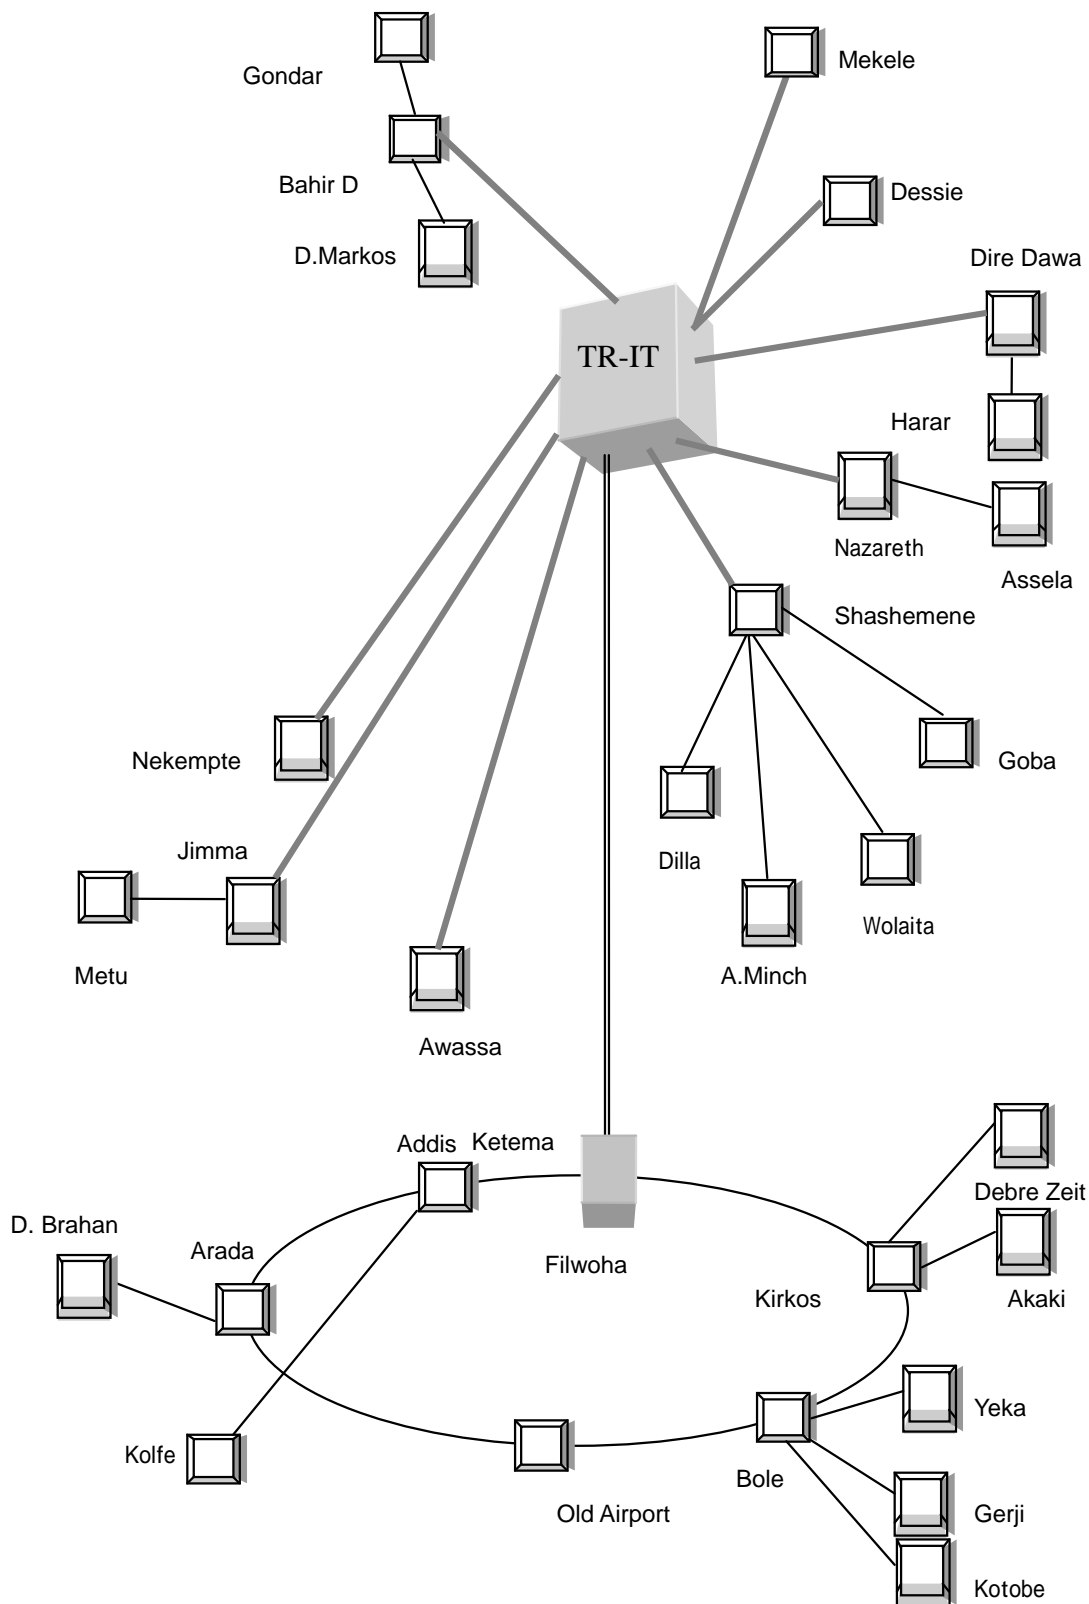 Gondar
Mekele
Bahir D
Dessie
D.Markos
Dire Dawa
TR-IT
Harar
Nazareth
Assela
Shashemene
Nekempte
Goba
Jimma
Dilla
Wolaita
Metu
A.Minch
Awassa
Addis Ketema
Debre Zeit
D. Brahan
Arada
Filwoha
Kirkos
Akaki
Yeka
Kolfe
Bole
Old Airport
Gerji
Kotobe